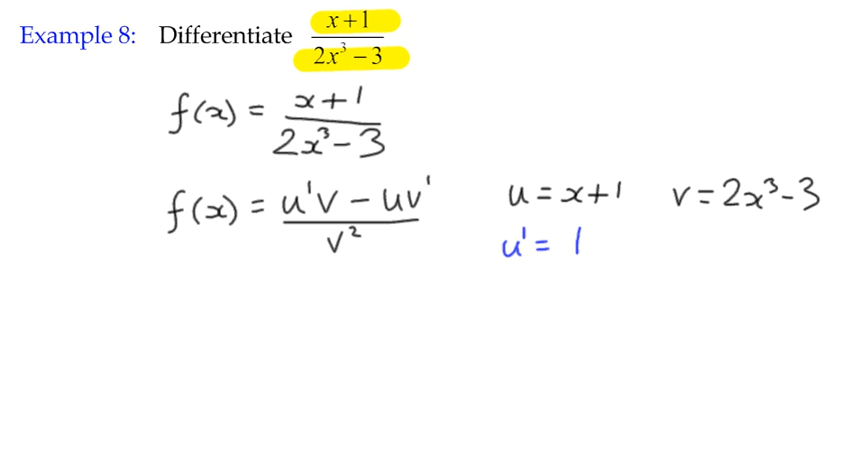 Example 8: Differentiate (x+1)/(2x³−3)
f(x) = (x+1)/(2x³−3)
f(x) = (u'v − uv')/v² u = x+1 v = 2x³−3
u' = 1